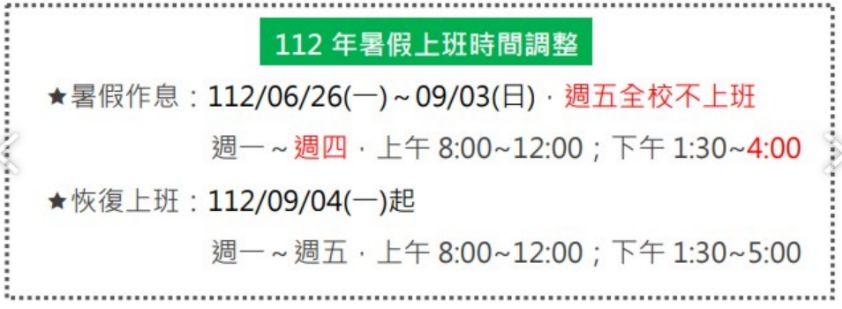 112 年暑假上班時間調整
★暑假作息：112/06/26(一)~09/03(日)，週五全校不上班
週一~週四，上午 8:00~12:00；下午 1:30~4:00
★恢復上班：112/09/04(一)起
週一~週五，上午 8:00~12:00；下午 1:30~5:00